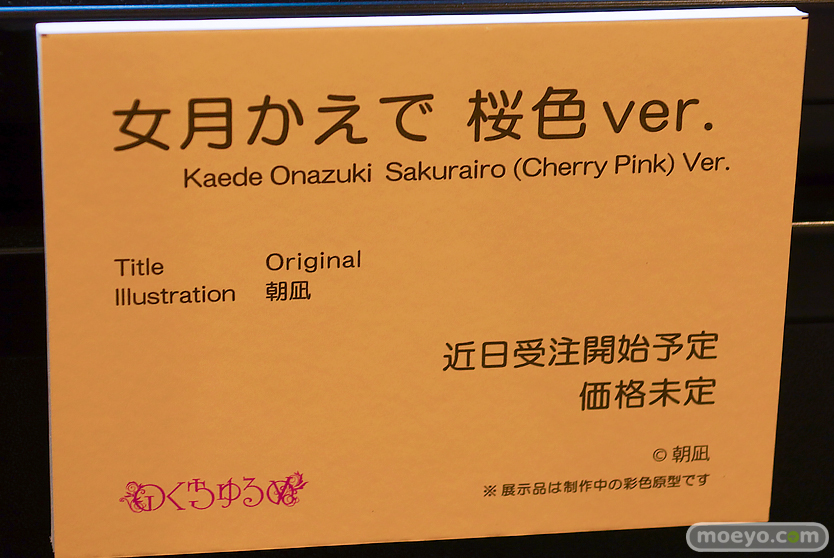 女月かえで 桜色ver.
Kaede Onazuki Sakurairo (Cherry Pink) Ver.
Title Original
Illustration 朝凪
近日受注開始予定
価格未定
© 朝凪
※ 展示品は制作中の彩色原型です
moeyo.com